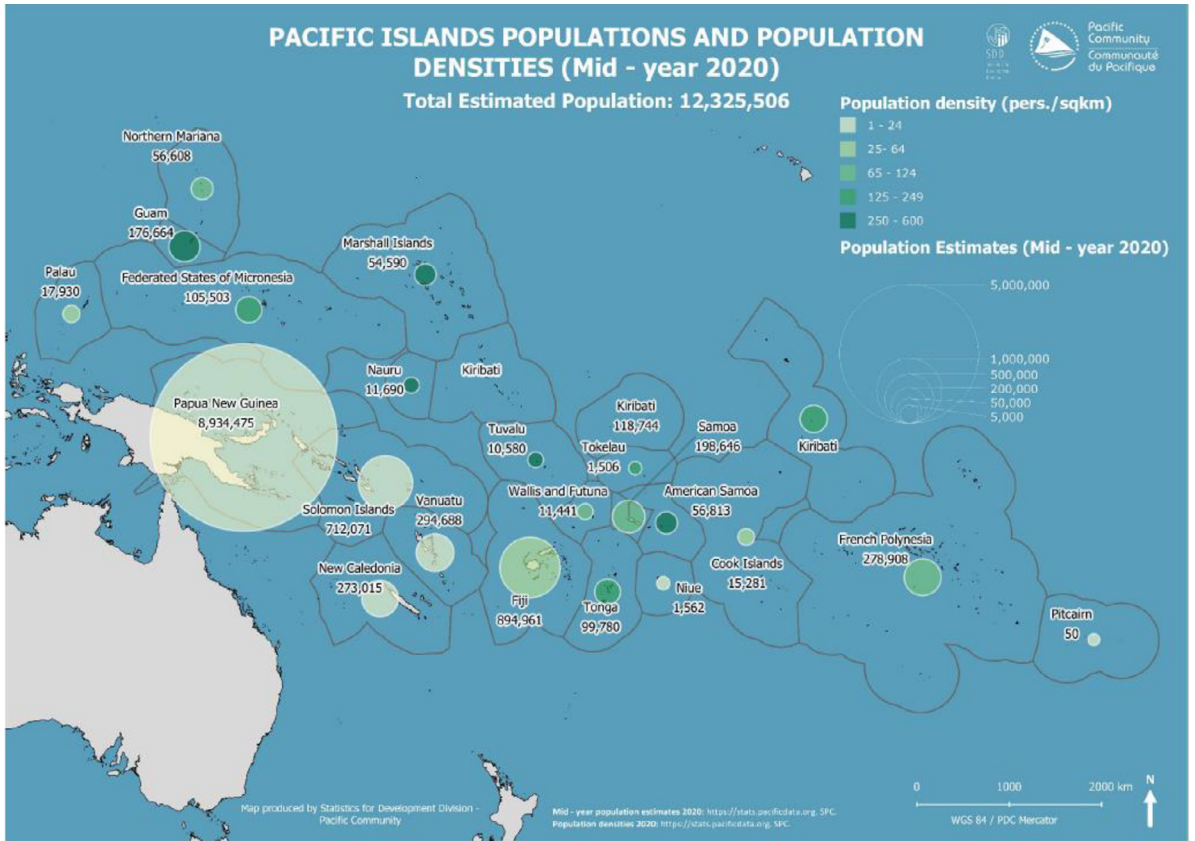 PACIFIC ISLANDS POPULATIONS AND POPULATION
DENSITIES (Mid - year 2020)
Total Estimated Population: 12,325,506
SDD
Pacific
Community
Communauté
du Pacifique
Population density (pers./sqkm)
1 - 24
25- 64
65 - 124
125 - 249
250 - 600
Population Estimates (Mid - year 2020)
5,000,000
1,000,000
500,000
200,000
50,000
5,000
Northern Mariana
56,608
Guam
176,664
Marshall Islands
54,590
Palau
17,930
Federated States of Micronesia
105,503
Nauru
11,690
Kiribati
Papua New Guinea
8,934,475
Kiribati
118,744
Samoa
198,646
Kiribati
Tuvalu
10,580
Tokelau
1,506
Wallis and Futuna
11,441
American Samoa
56,813
Solomon Islands
712,071
Vanuatu
294,688
French Polynesia
278,908
New Caledonia
273,015
Cook Islands
15,281
Fiji
894,961
Tonga
99,780
Niue
1,562
Pitcairn
50
0 1000 2000 km
N
WGS 84 / PDC Mercator
Map produced by Statistics for Development Division -
Pacific Community
Mid - year population estimates 2020: https://stats.pacificdata.org. SPC.
Population densities 2020: https://stats.pacificdata.org. SPC.